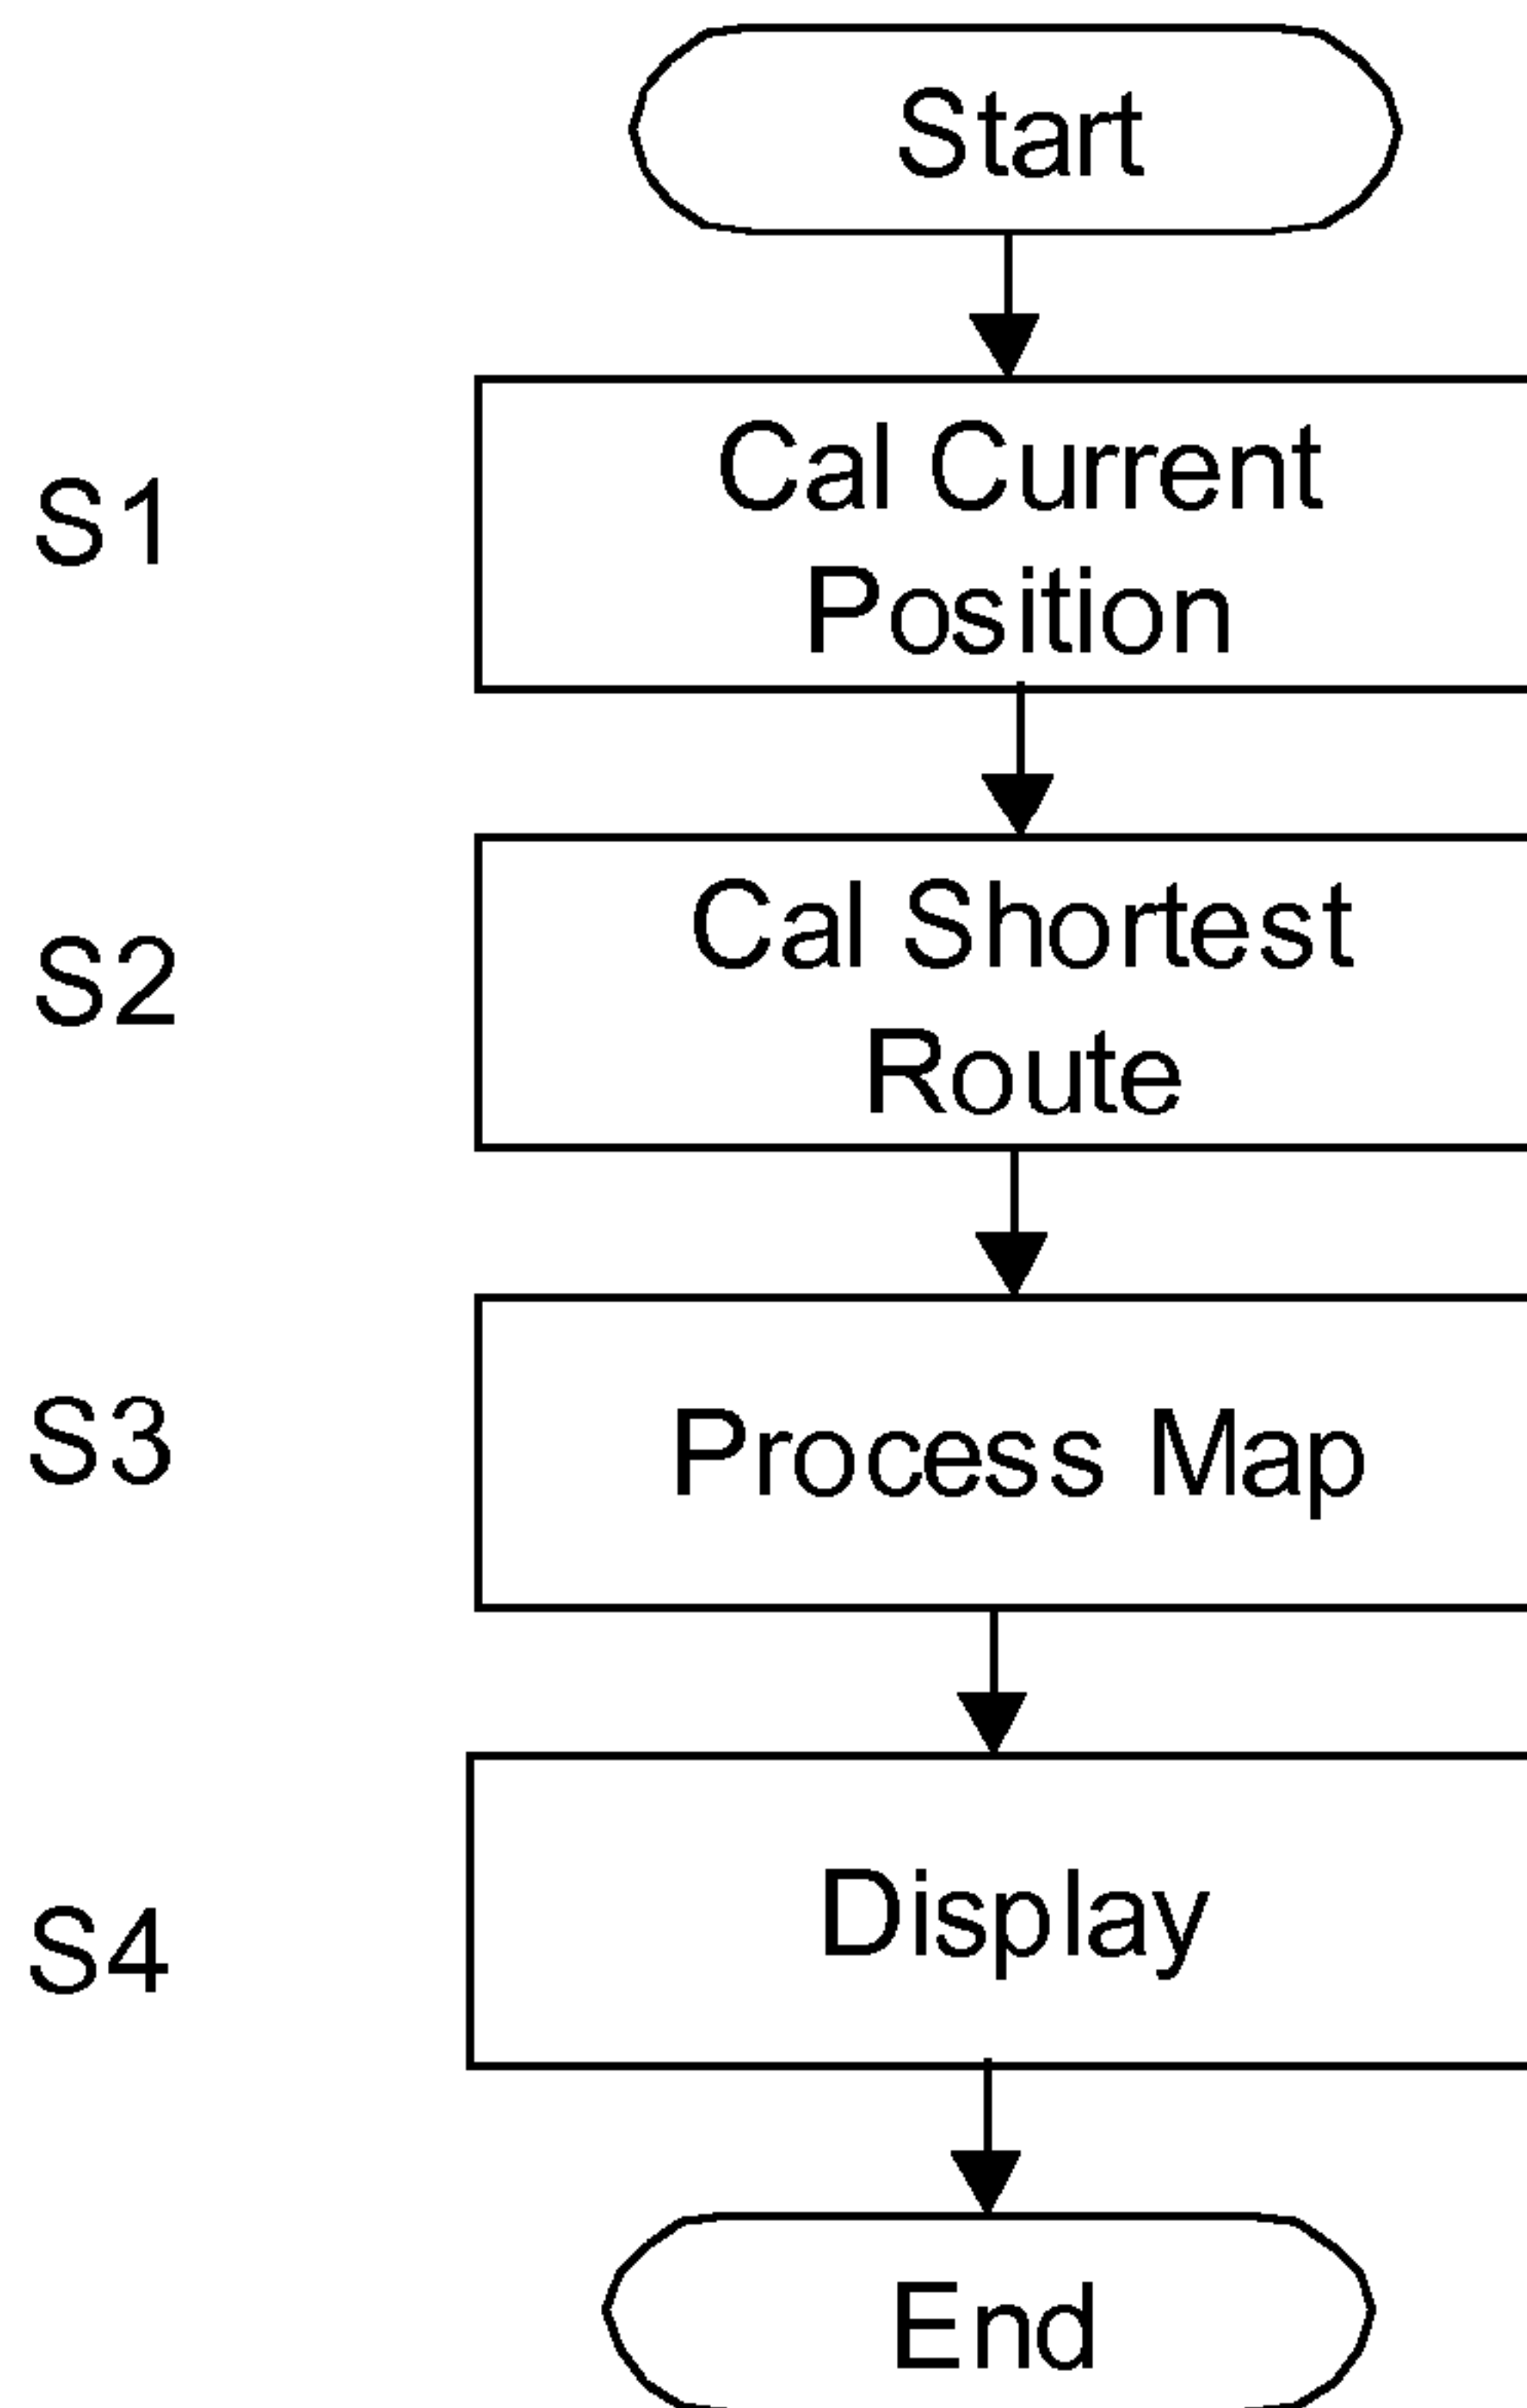 Start
S1
Cal Current
Position
S2
Cal Shortest
Route
S3
Process Map
S4
Display
End